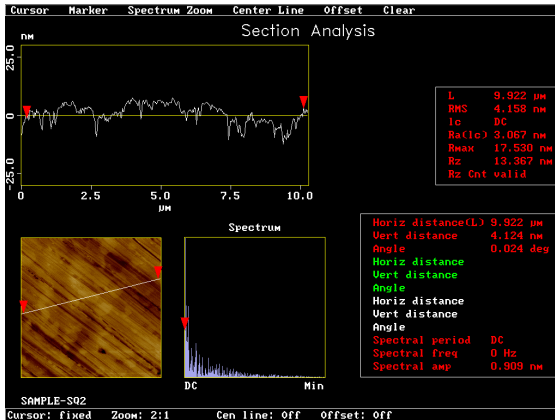 Cursor Marker Spectrum Zoom Center Line Offset Clear
Section Analysis
nM
25.0
0
-25.0
0 2.5 5.0 7.5 10.0
µM
L 9.922 µM
RMS 4.158 nM
lc DC
Ra(lc) 3.067 nM
Rmax 17.530 nM
Rz 13.367 nM
Rz Cnt valid
Spectrum
DC Min
Horiz distance(L) 9.922 µM
Vert distance 4.124 nM
Angle 0.024 deg
Horiz distance
Vert distance
Angle
Horiz distance
Vert distance
Angle
Spectral period DC
Spectral freq 0 Hz
Spectral amp 0.909 nM
SAMPLE-SQ2
Cursor: fixed Zoom: 2:1 Cen line: Off Offset: Off